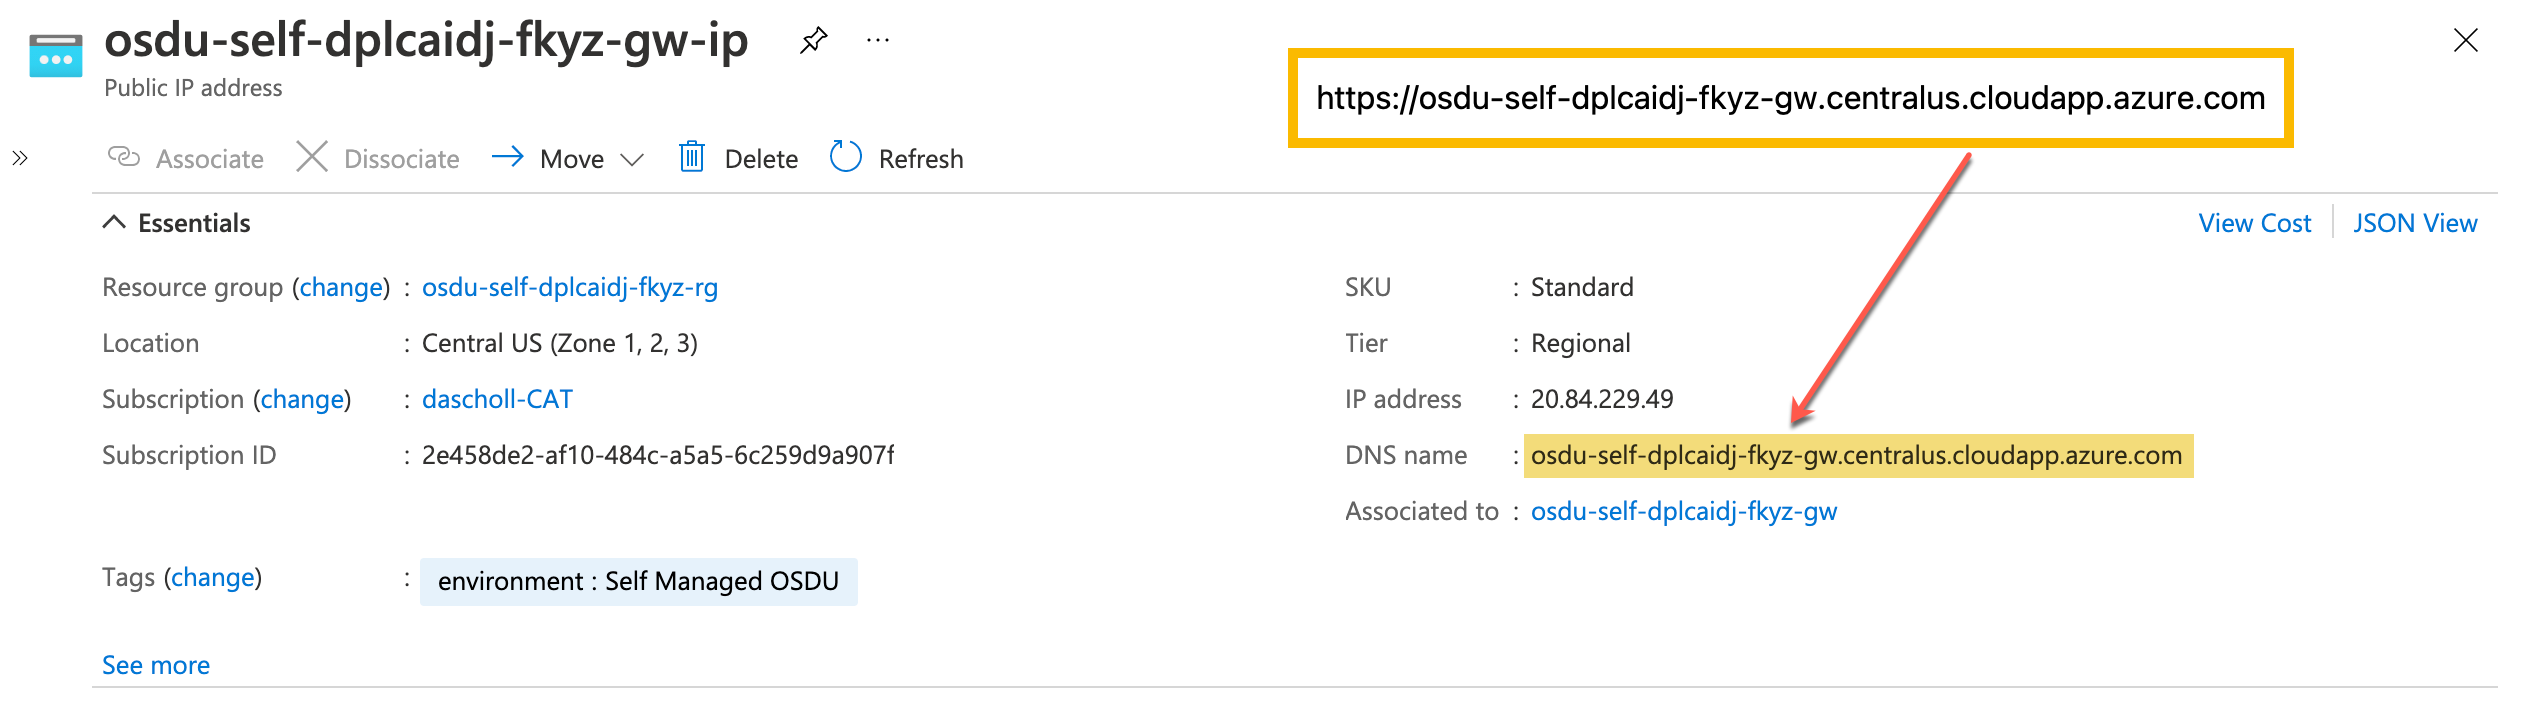 osdu-self-dplcaidj-fkyz-gw-ip
Public IP address
https://osdu-self-dplcaidj-fkyz-gw.centralus.cloudapp.azure.com
Associate Dissociate Move Delete Refresh
Essentials
View Cost JSON View
Resource group (change) : osdu-self-dplcaidj-fkyz-rg
Location : Central US (Zone 1, 2, 3)
Subscription (change) : dascholl-CAT
Subscription ID : 2e458de2-af10-484c-a5a5-6c259d9a907f
SKU : Standard
Tier : Regional
IP address : 20.84.229.49
DNS name : osdu-self-dplcaidj-fkyz-gw.centralus.cloudapp.azure.com
Associated to : osdu-self-dplcaidj-fkyz-gw
Tags (change) : environment : Self Managed OSDU
See more